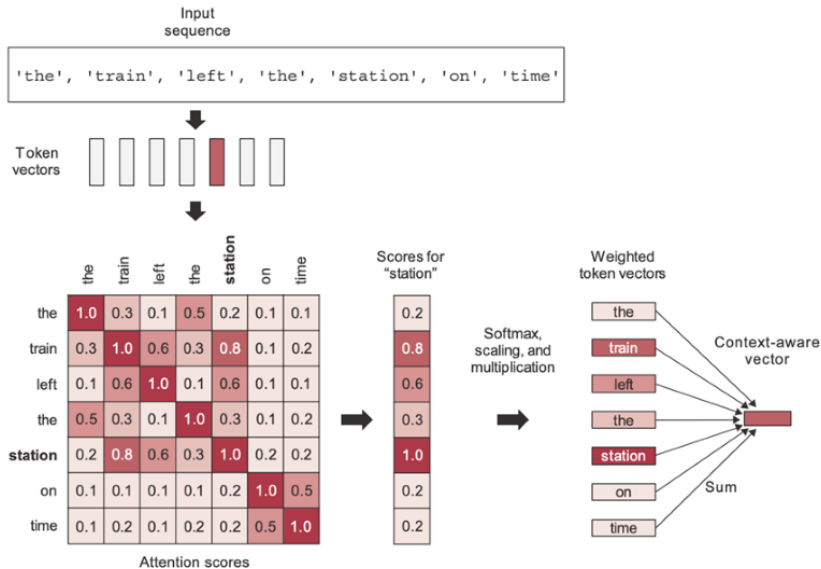 Input
sequence
'the', 'train', 'left', 'the', 'station', 'on', 'time'
Token
vectors
the train left the station on time
the 1.0 0.3 0.1 0.5 0.2 0.1 0.1
train 0.3 1.0 0.6 0.3 0.8 0.1 0.2
left 0.1 0.6 1.0 0.1 0.6 0.1 0.1
the 0.5 0.3 0.1 1.0 0.3 0.1 0.2
station 0.2 0.8 0.6 0.3 1.0 0.2 0.2
on 0.1 0.1 0.1 0.1 0.2 1.0 0.5
time 0.1 0.2 0.1 0.2 0.2 0.5 1.0
Attention scores
Scores for
“station”
0.2
0.8
0.6
0.3
1.0
0.2
0.2
Softmax,
scaling, and
multiplication
Weighted
token vectors
the
train
left
the
station
on
time
Context-aware
vector
Sum